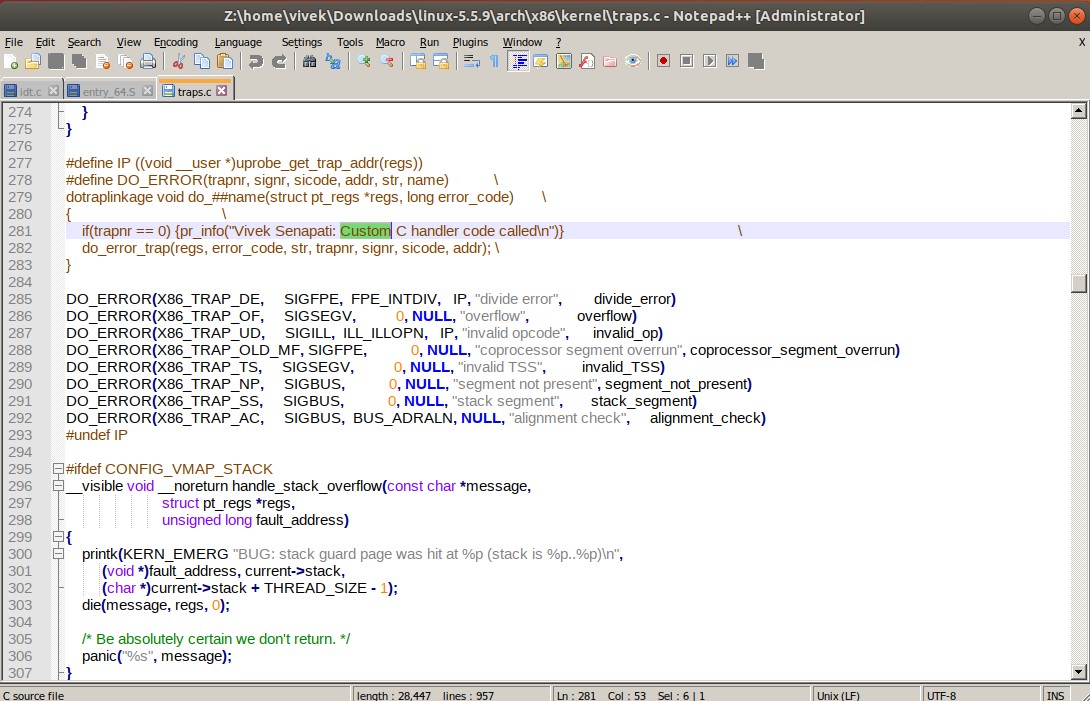 Z:\home\vivek\Downloads\linux-5.5.9\arch\x86\kernel\traps.c - Notepad++ [Administrator]
File Edit Search View Encoding Language Settings Tools Macro Run Plugins Window ? X
idt.c entry_64.S traps.c
274 }
275 }
276
277 #define IP ((void __user *)uprobe_get_trap_addr(regs))
278 #define DO_ERROR(trapnr, signr, sicode, addr, str, name) \
279 dotraplinkage void do_##name(struct pt_regs *regs, long error_code) \
280 { \
281 if(trapnr == 0) {pr_info("Vivek Senapati: Custom C handler code called\n")} \
282 do_error_trap(regs, error_code, str, trapnr, signr, sicode, addr); \
283 }
284
285 DO_ERROR(X86_TRAP_DE, SIGFPE, FPE_INTDIV, IP, "divide error", divide_error)
286 DO_ERROR(X86_TRAP_OF, SIGSEGV, 0, NULL, "overflow", overflow)
287 DO_ERROR(X86_TRAP_UD, SIGILL, ILL_ILLOPN, IP, "invalid opcode", invalid_op)
288 DO_ERROR(X86_TRAP_OLD_MF, SIGFPE, 0, NULL, "coprocessor segment overrun", coprocessor_segment_overrun)
289 DO_ERROR(X86_TRAP_TS, SIGSEGV, 0, NULL, "invalid TSS", invalid_TSS)
290 DO_ERROR(X86_TRAP_NP, SIGBUS, 0, NULL, "segment not present", segment_not_present)
291 DO_ERROR(X86_TRAP_SS, SIGBUS, 0, NULL, "stack segment", stack_segment)
292 DO_ERROR(X86_TRAP_AC, SIGBUS, BUS_ADRALN, NULL, "alignment check", alignment_check)
293 #undef IP
294
295 #ifdef CONFIG_VMAP_STACK
296 __visible void __noreturn handle_stack_overflow(const char *message,
297 struct pt_regs *regs,
298 unsigned long fault_address)
299 {
300 printk(KERN_EMERG "BUG: stack guard page was hit at %p (stack is %p..%p)\n",
301 (void *)fault_address, current->stack,
302 (char *)current->stack + THREAD_SIZE - 1);
303 die(message, regs, 0);
304
305 /* Be absolutely certain we don't return. */
306 panic("%s", message);
307 }
C source file length : 28,447 lines : 957 Ln : 281 Col : 53 Sel : 6 | 1 Unix (LF) UTF-8 INS